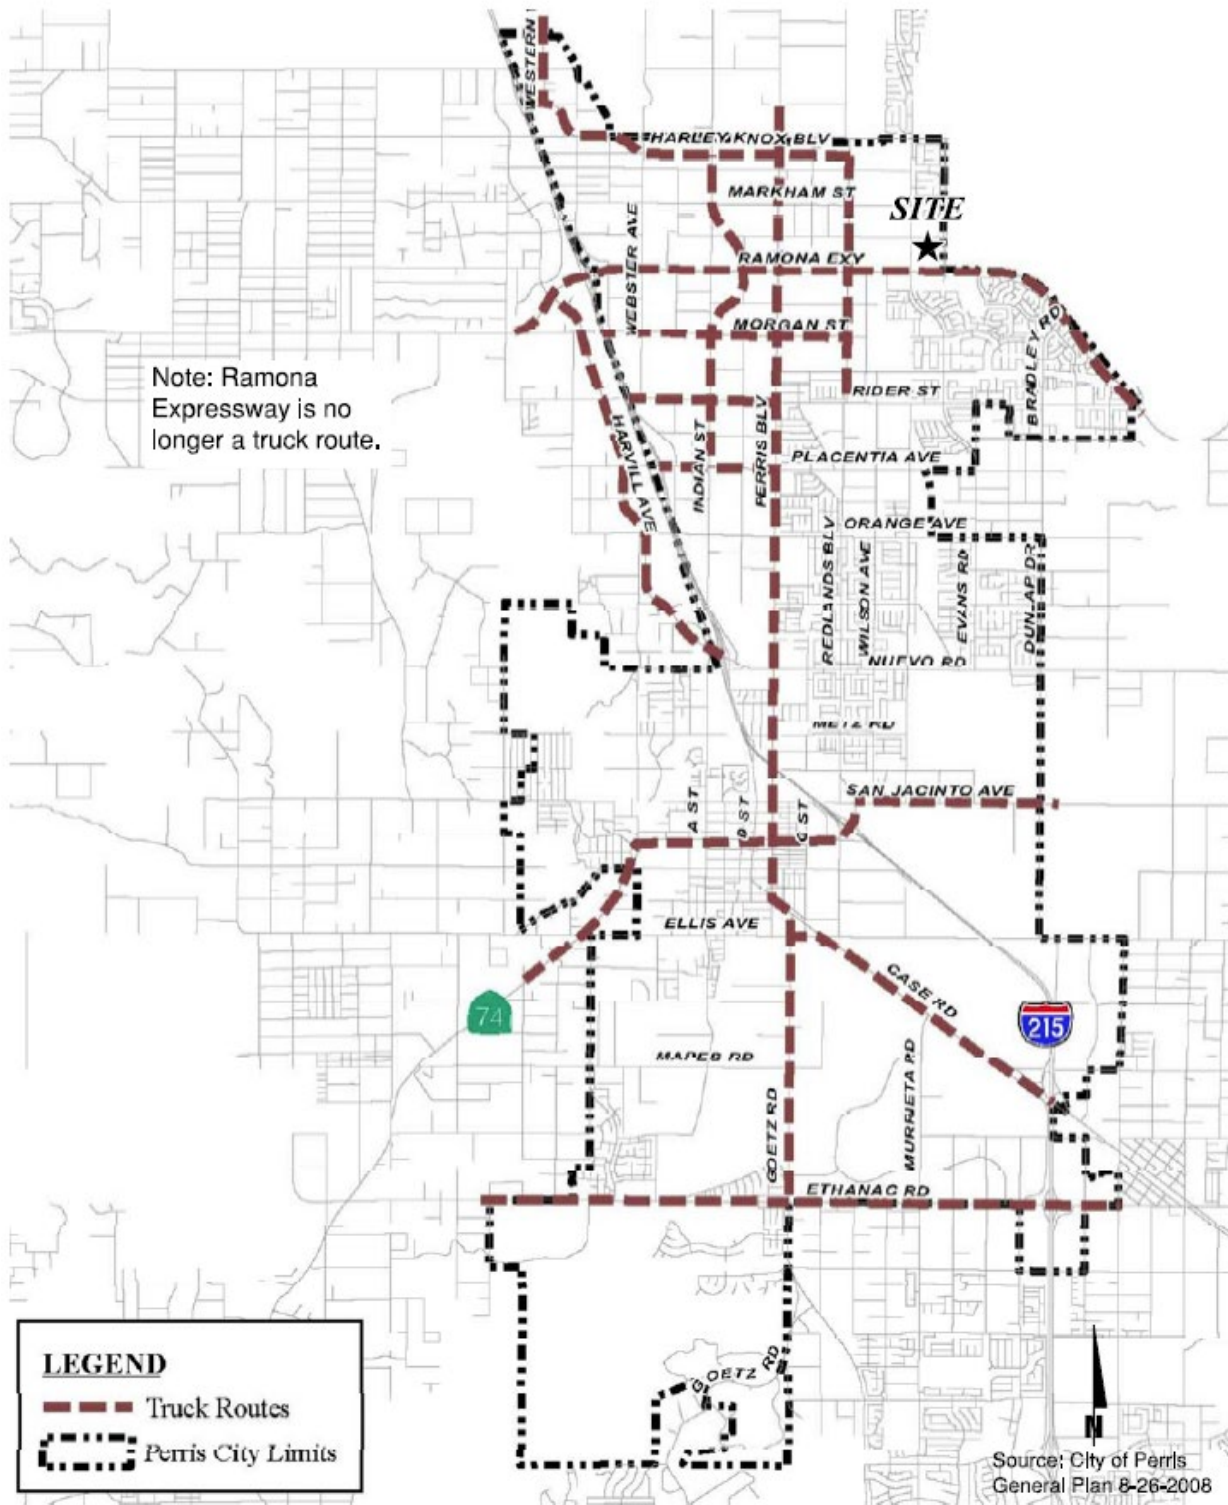 WESTERN
HARLEY KNOX BLV
MARKHAM ST
SITE
WEBSTER AVE
RAMONA EXY
MORGAN ST
BRADLEY RD
Note: Ramona
Expressway is no
longer a truck route.
RIDER ST
HARVILL AVE
INDIAN ST
PERRIS BLV
PLACENTIA AVE
ORANGE AVE
REDLANDS BLV
WILSON AVE
EVANS RD
DUNLAP DR
NUEVO RD
METZ RD
SAN JACINTO AVE
A ST
D ST
G ST
ELLIS AVE
CASE RD
74
215
MAPES RD
MURRIETA RD
GOETZ RD
ETHANAC RD
GOETZ RD
LEGEND
Truck Routes
Perris City Limits
N
Source: City of Perris
General Plan 8-26-2008